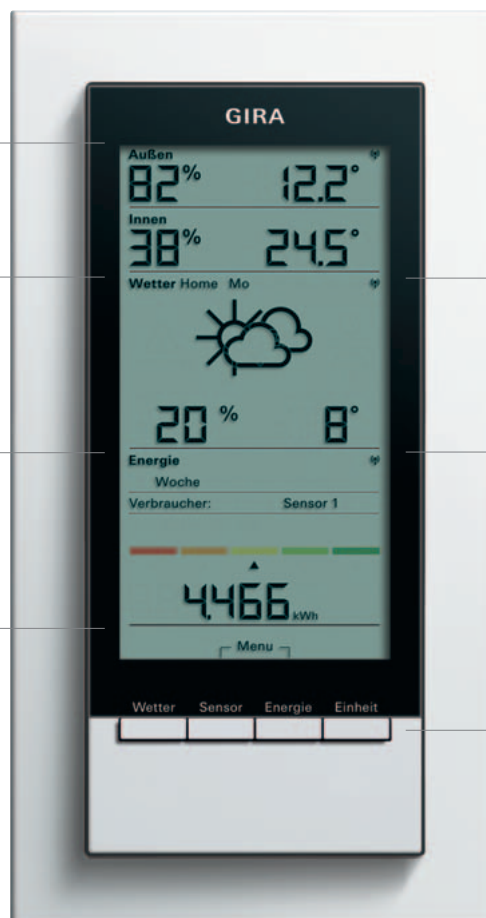 GIRA
Außen
82% 12.2°
Innen
38% 24.5°
Wetter Home Mo
20 % 8°
Energie
Woche
Verbraucher: Sensor 1
4.466 kWh
Menu
Wetter Sensor Energie Einheit